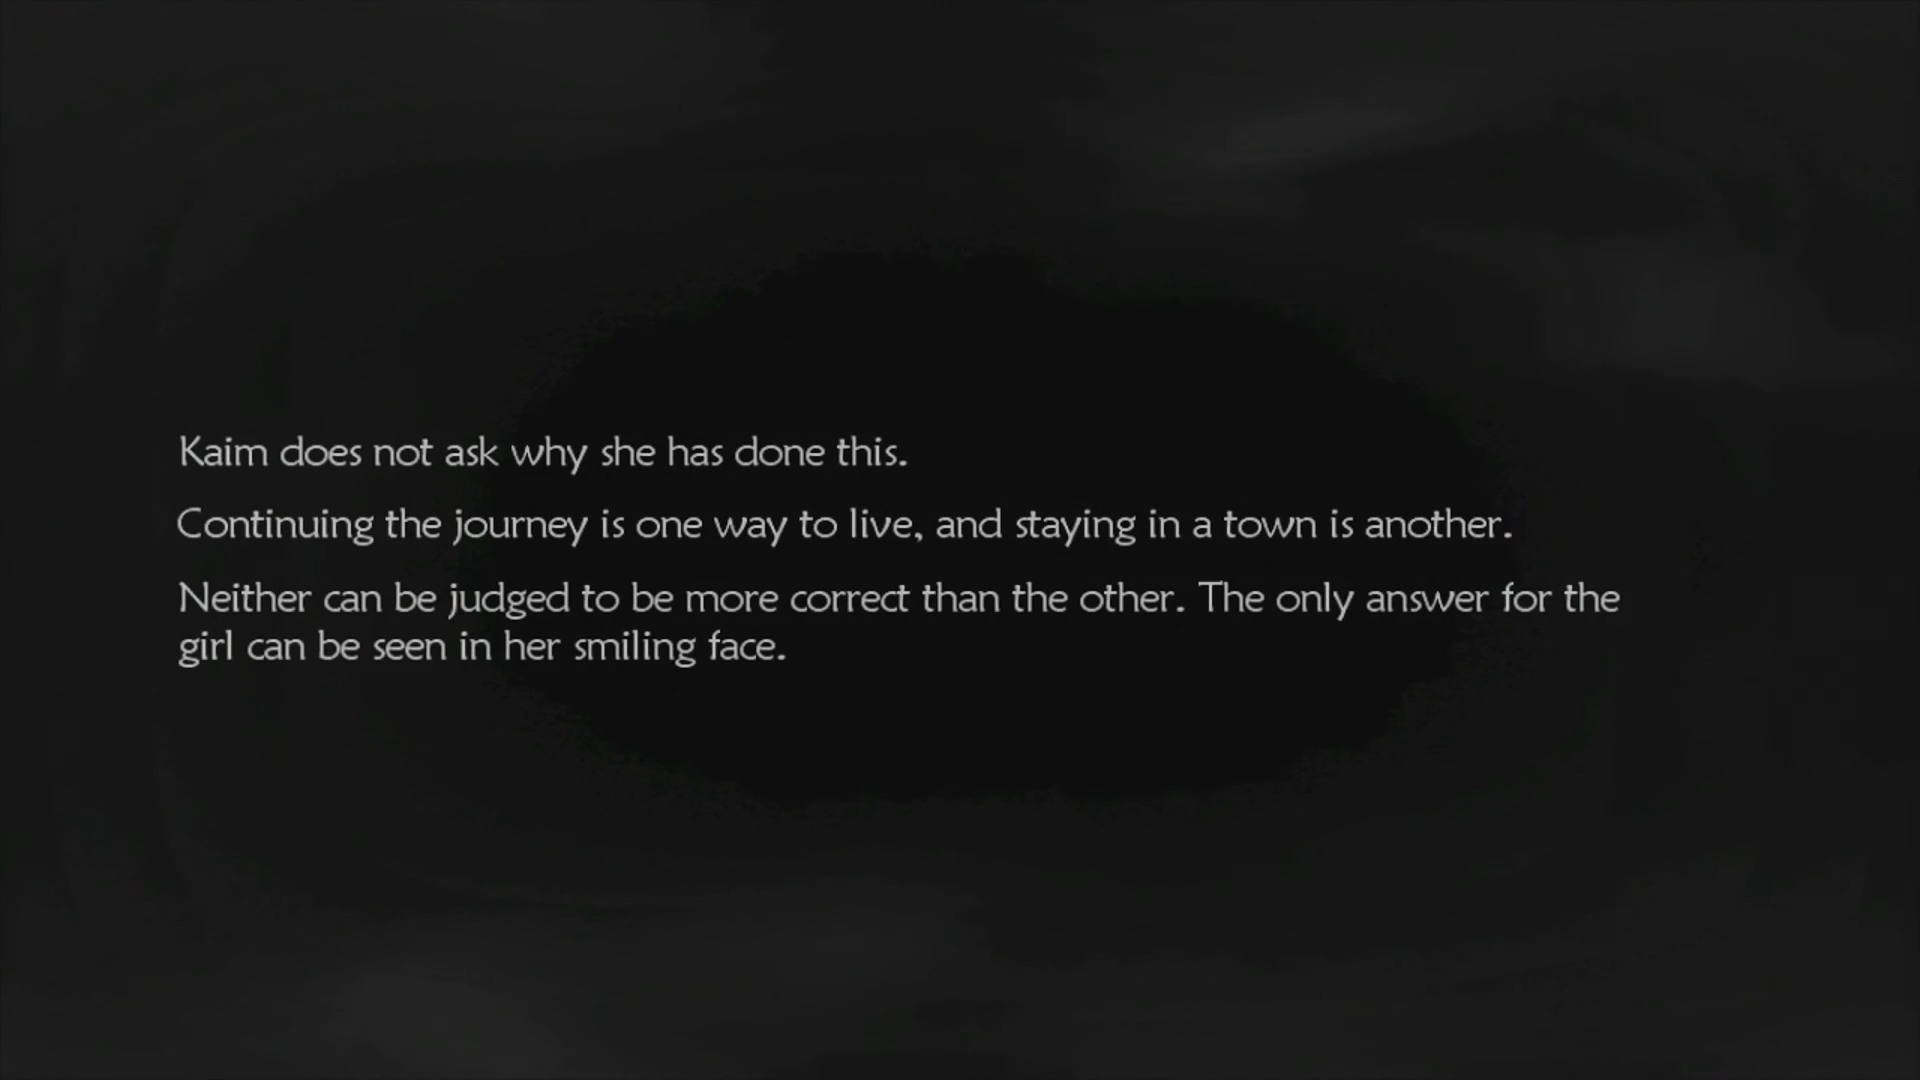 Kaim does not ask why she has done this.
Continuing the journey is one way to live, and staying in a town is another.
Neither can be judged to be more correct than the other. The only answer for the
girl can be seen in her smiling face.